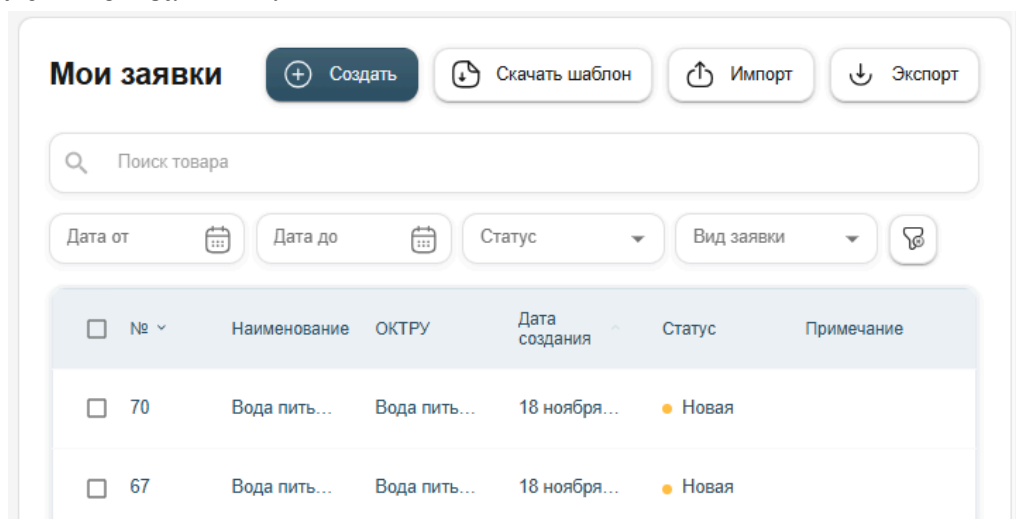 Мои заявки Создать Скачать шаблон Импорт Экспорт
Поиск товара
Дата от Дата до Статус Вид заявки
№ Наименование ОКТРУ Дата создания Статус Примечание
70 Вода пить... Вода пить... 18 ноября... Новая
67 Вода пить... Вода пить... 18 ноября... Новая